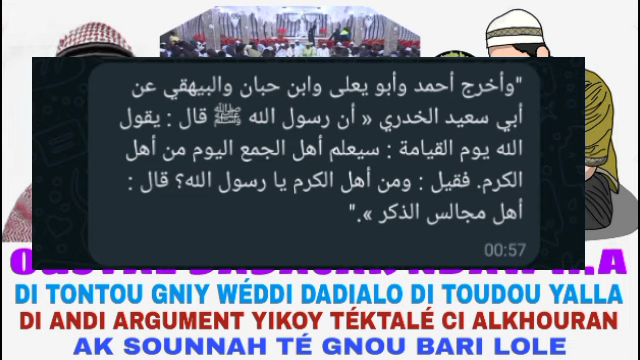 "وأخرج أحمد وأبو يعلى وابن حبان والبيهقي عن
أبي سعيد الخدري « أن رسول الله ﷺ قال : يقول
الله يوم القيامة : سيعلم أهل الجمع اليوم من أهل
الكرم. فقيل : ومن أهل الكرم يا رسول الله؟ قال :
أهل مجالس الذكر »."
00:57
DI TONTOU GNIY WÉDDI DADIALO DI TOUDOU YALLA
DI ANDI ARGUMENT YIKOY TÉKTALÉ CI ALKHOURAN
AK SOUNNAH TÉ GNOU BARI LOLE